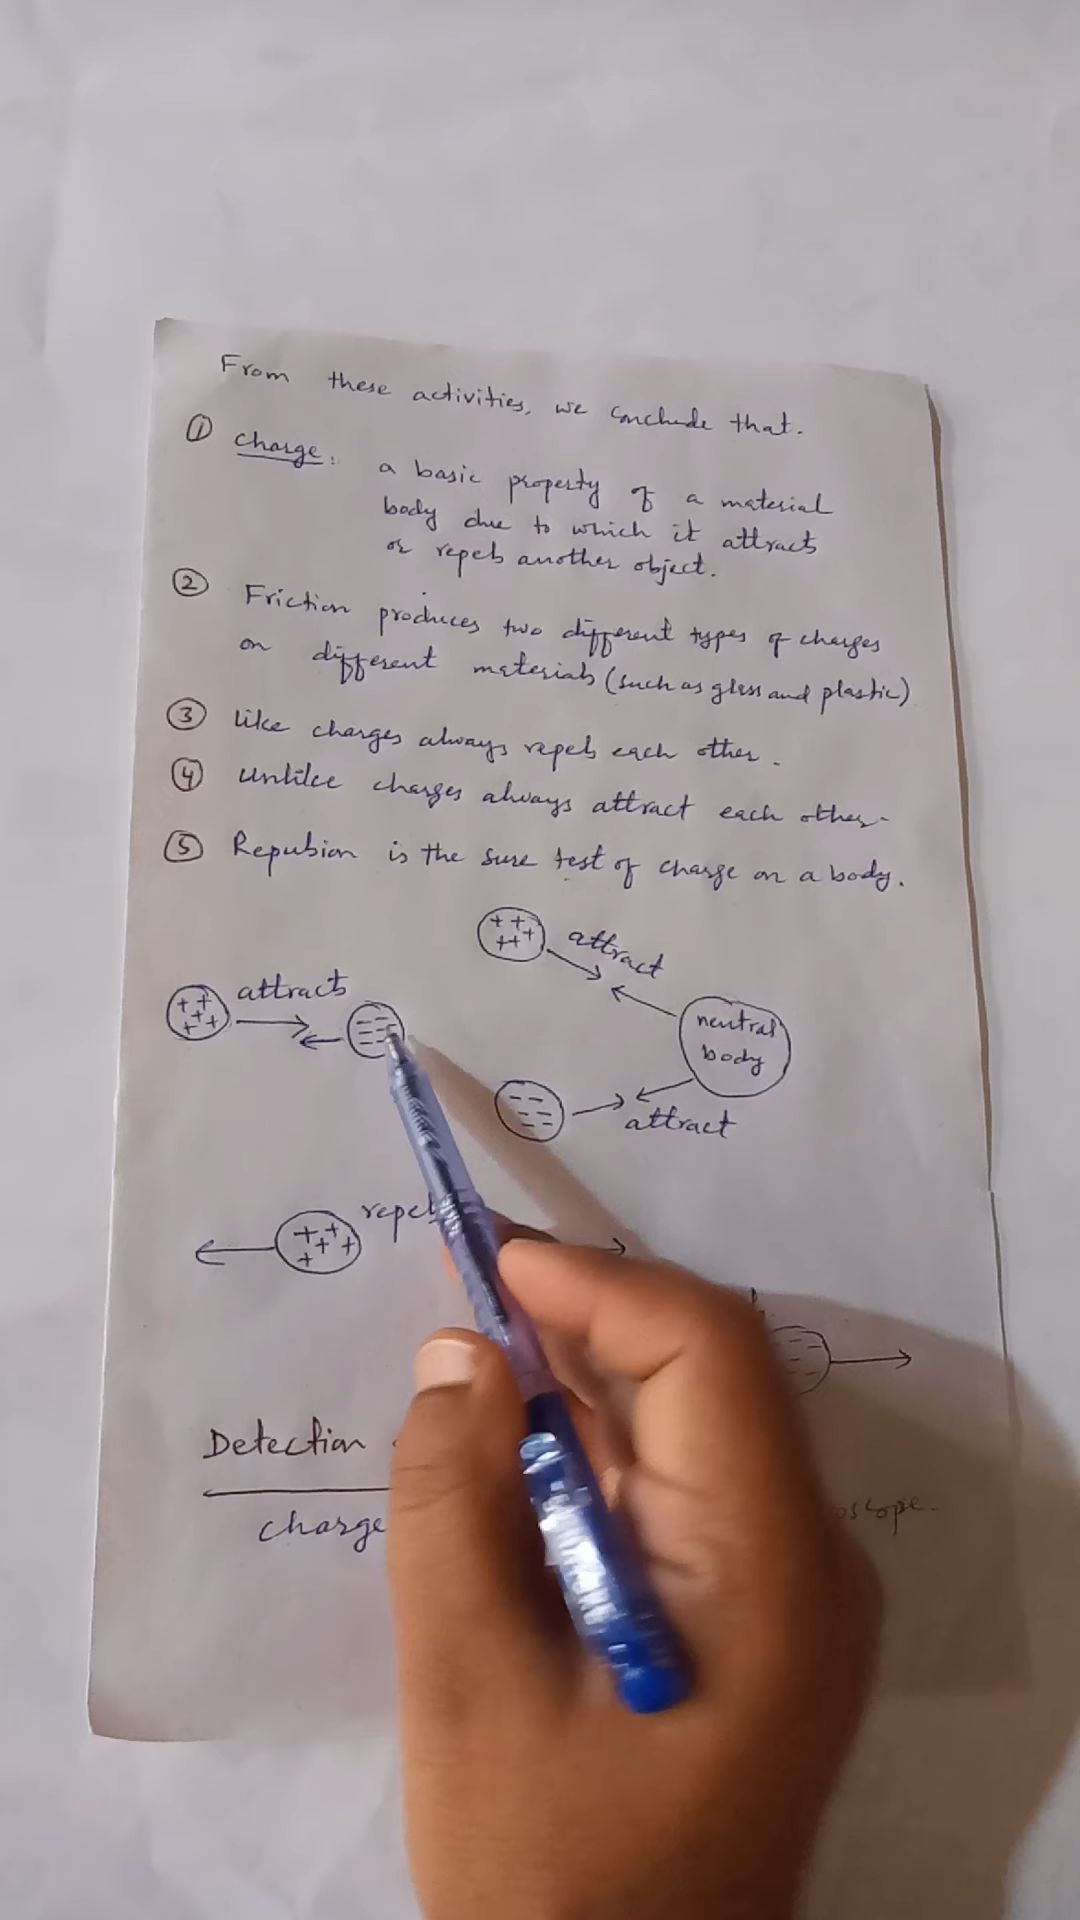 From these activities, we conclude that.
① Charge: a basic property of a material
body due to which it attracts
or repels another object.
② Friction produces two different types of charges
on different materials (such as glass and plastic)
③ like charges always repels each other.
④ Unlike charges always attract each other.
⑤ Repulsion is the sure test of charge on a body.
+ + + + + attract
+ + + + + attracts
neutral
body
attract
+ + + + + repels
Detection
Charge